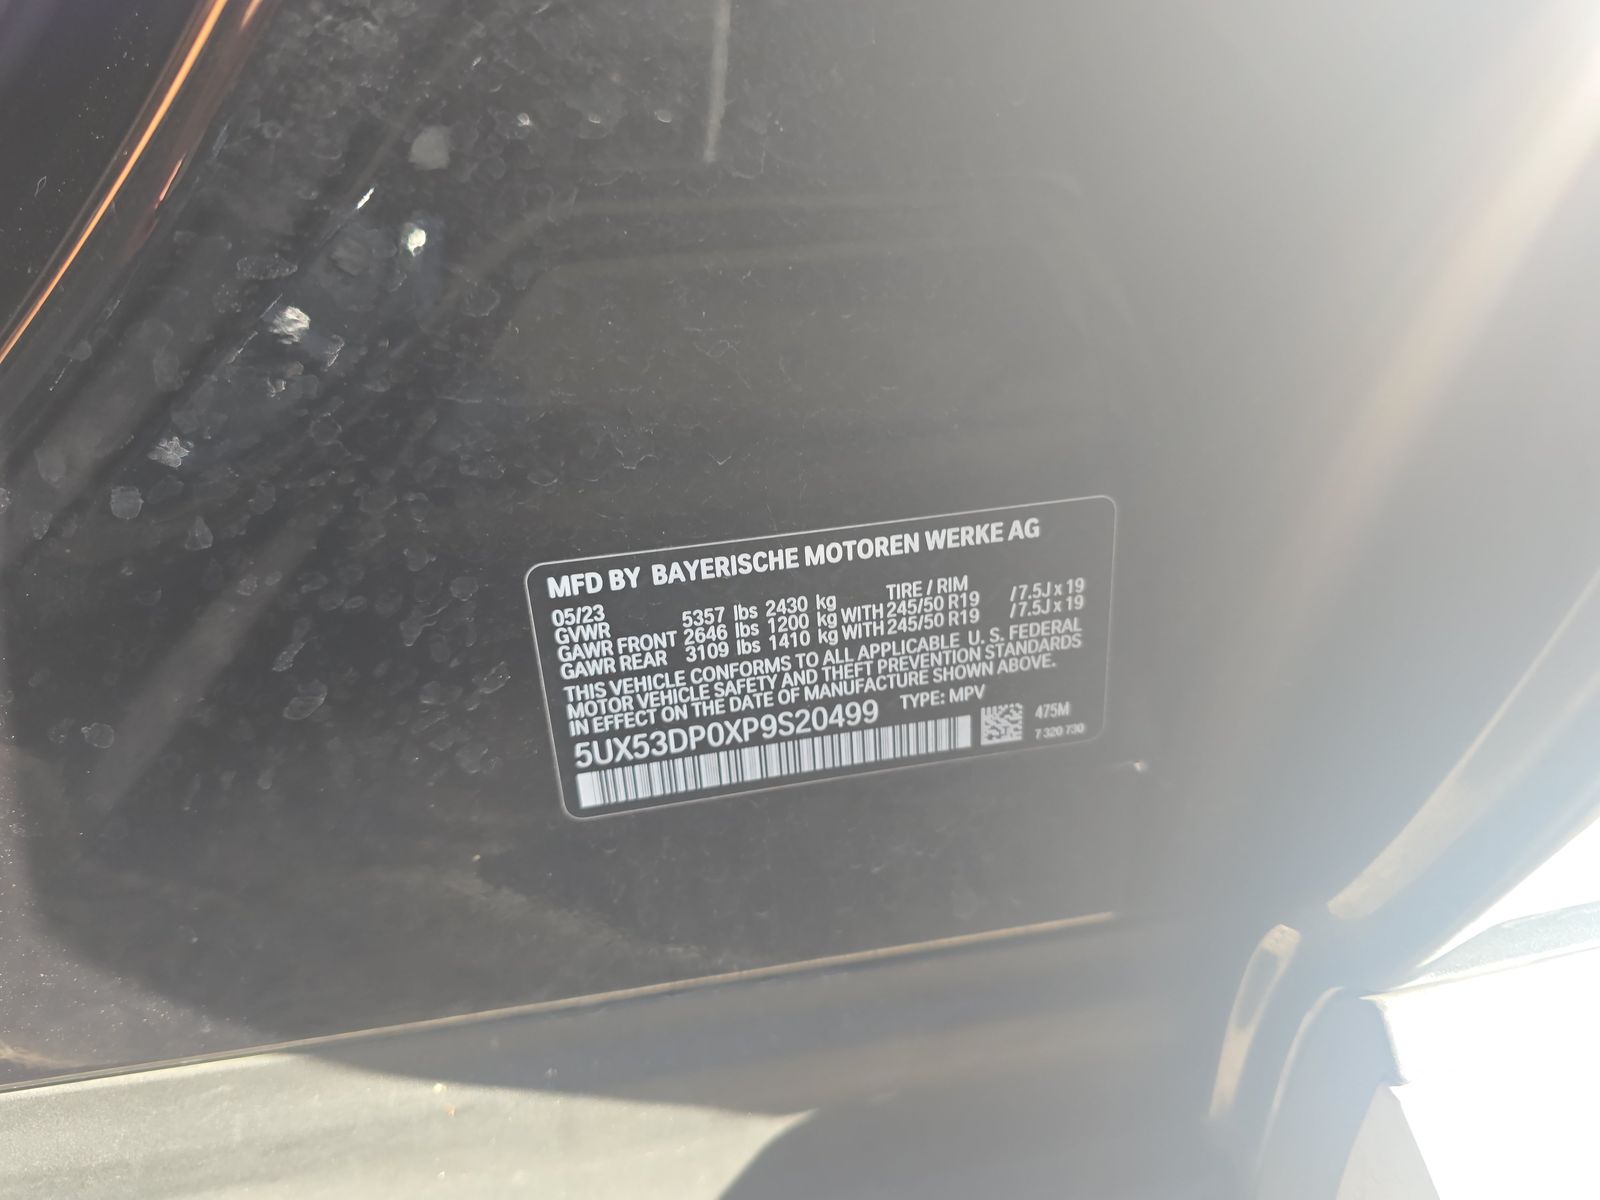 MFD BY BAYERISCHE MOTOREN WERKE AG
05/23 TIRE / RIM
GVWR 5357 lbs 2430 kg
GAWR FRONT 2646 lbs 1200 kg WITH 245/50 R19 /7.5J x 19
GAWR REAR 3109 lbs 1410 kg WITH 245/50 R19 /7.5J x 19
THIS VEHICLE CONFORMS TO ALL APPLICABLE U. S. FEDERAL
MOTOR VEHICLE SAFETY AND THEFT PREVENTION STANDARDS
IN EFFECT ON THE DATE OF MANUFACTURE SHOWN ABOVE.
5UX53DP0XP9S20499 TYPE: MPV
475M
7 320 730